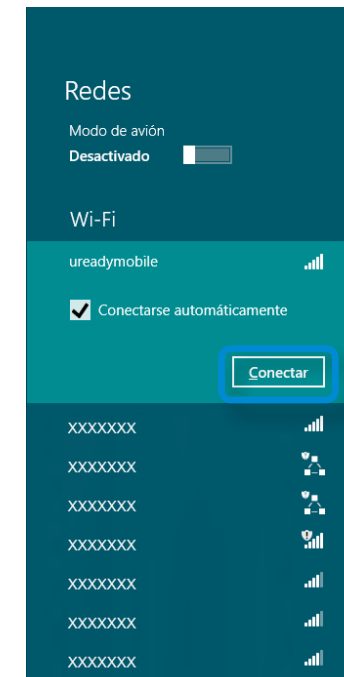 Redes
Modo de avión
Desactivado
Wi-Fi
ureadymobile
Conectarse automáticamente
Conectar
xxxxxxx
xxxxxxx
xxxxxxx
xxxxxxx
xxxxxxx
xxxxxxx
xxxxxxx